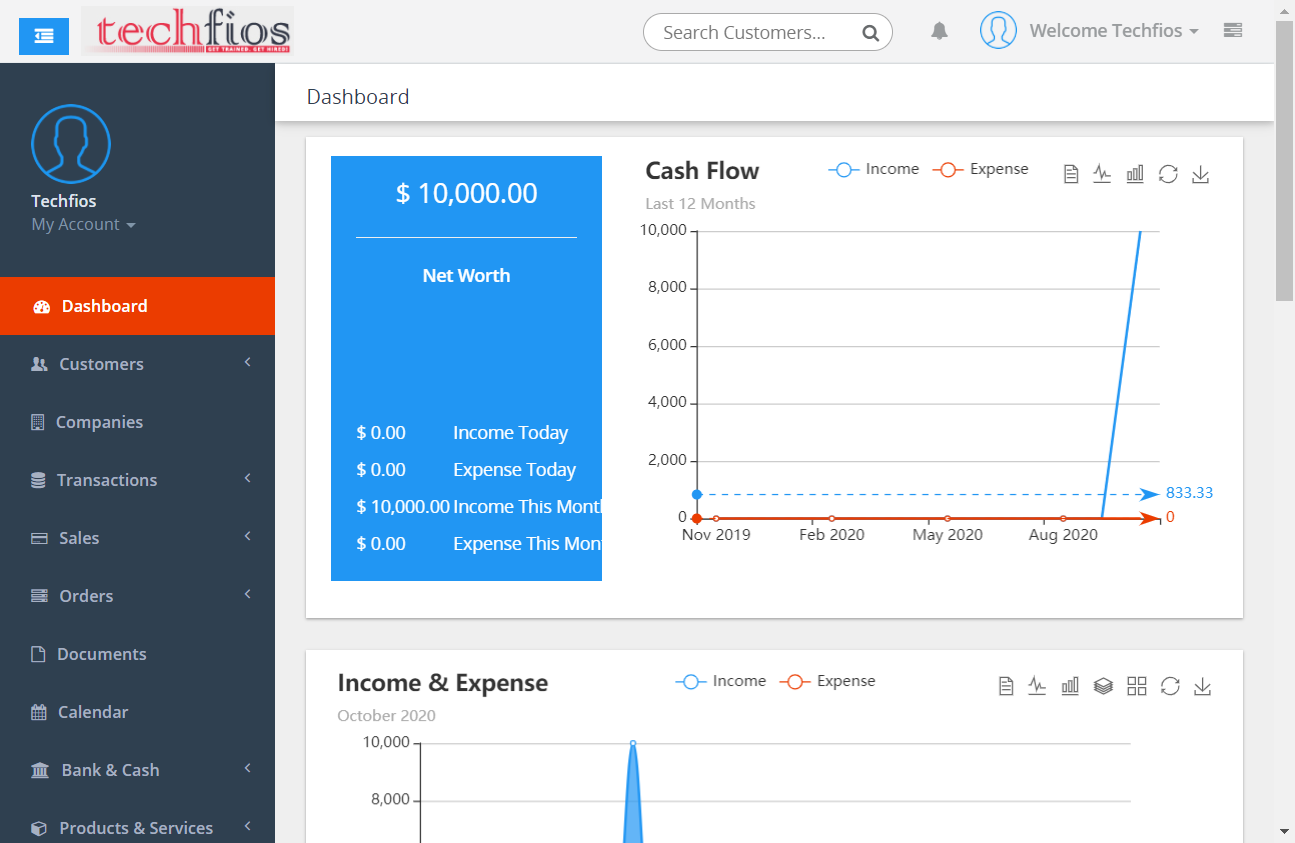 techfios
GET TRAINED. GET HIRED!
Search Customers...
Welcome Techfios
Techfios
My Account
Dashboard
Customers
Companies
Transactions
Sales
Orders
Documents
Calendar
Bank & Cash
Products & Services
Dashboard
$ 10,000.00
Net Worth
$ 0.00 Income Today
$ 0.00 Expense Today
$ 10,000.00 Income This Month
$ 0.00 Expense This Mon
Cash Flow
Last 12 Months
Income Expense
10,000
8,000
6,000
4,000
2,000
0
833.33
0
Nov 2019 Feb 2020 May 2020 Aug 2020
Income & Expense
October 2020
Income Expense
10,000
8,000